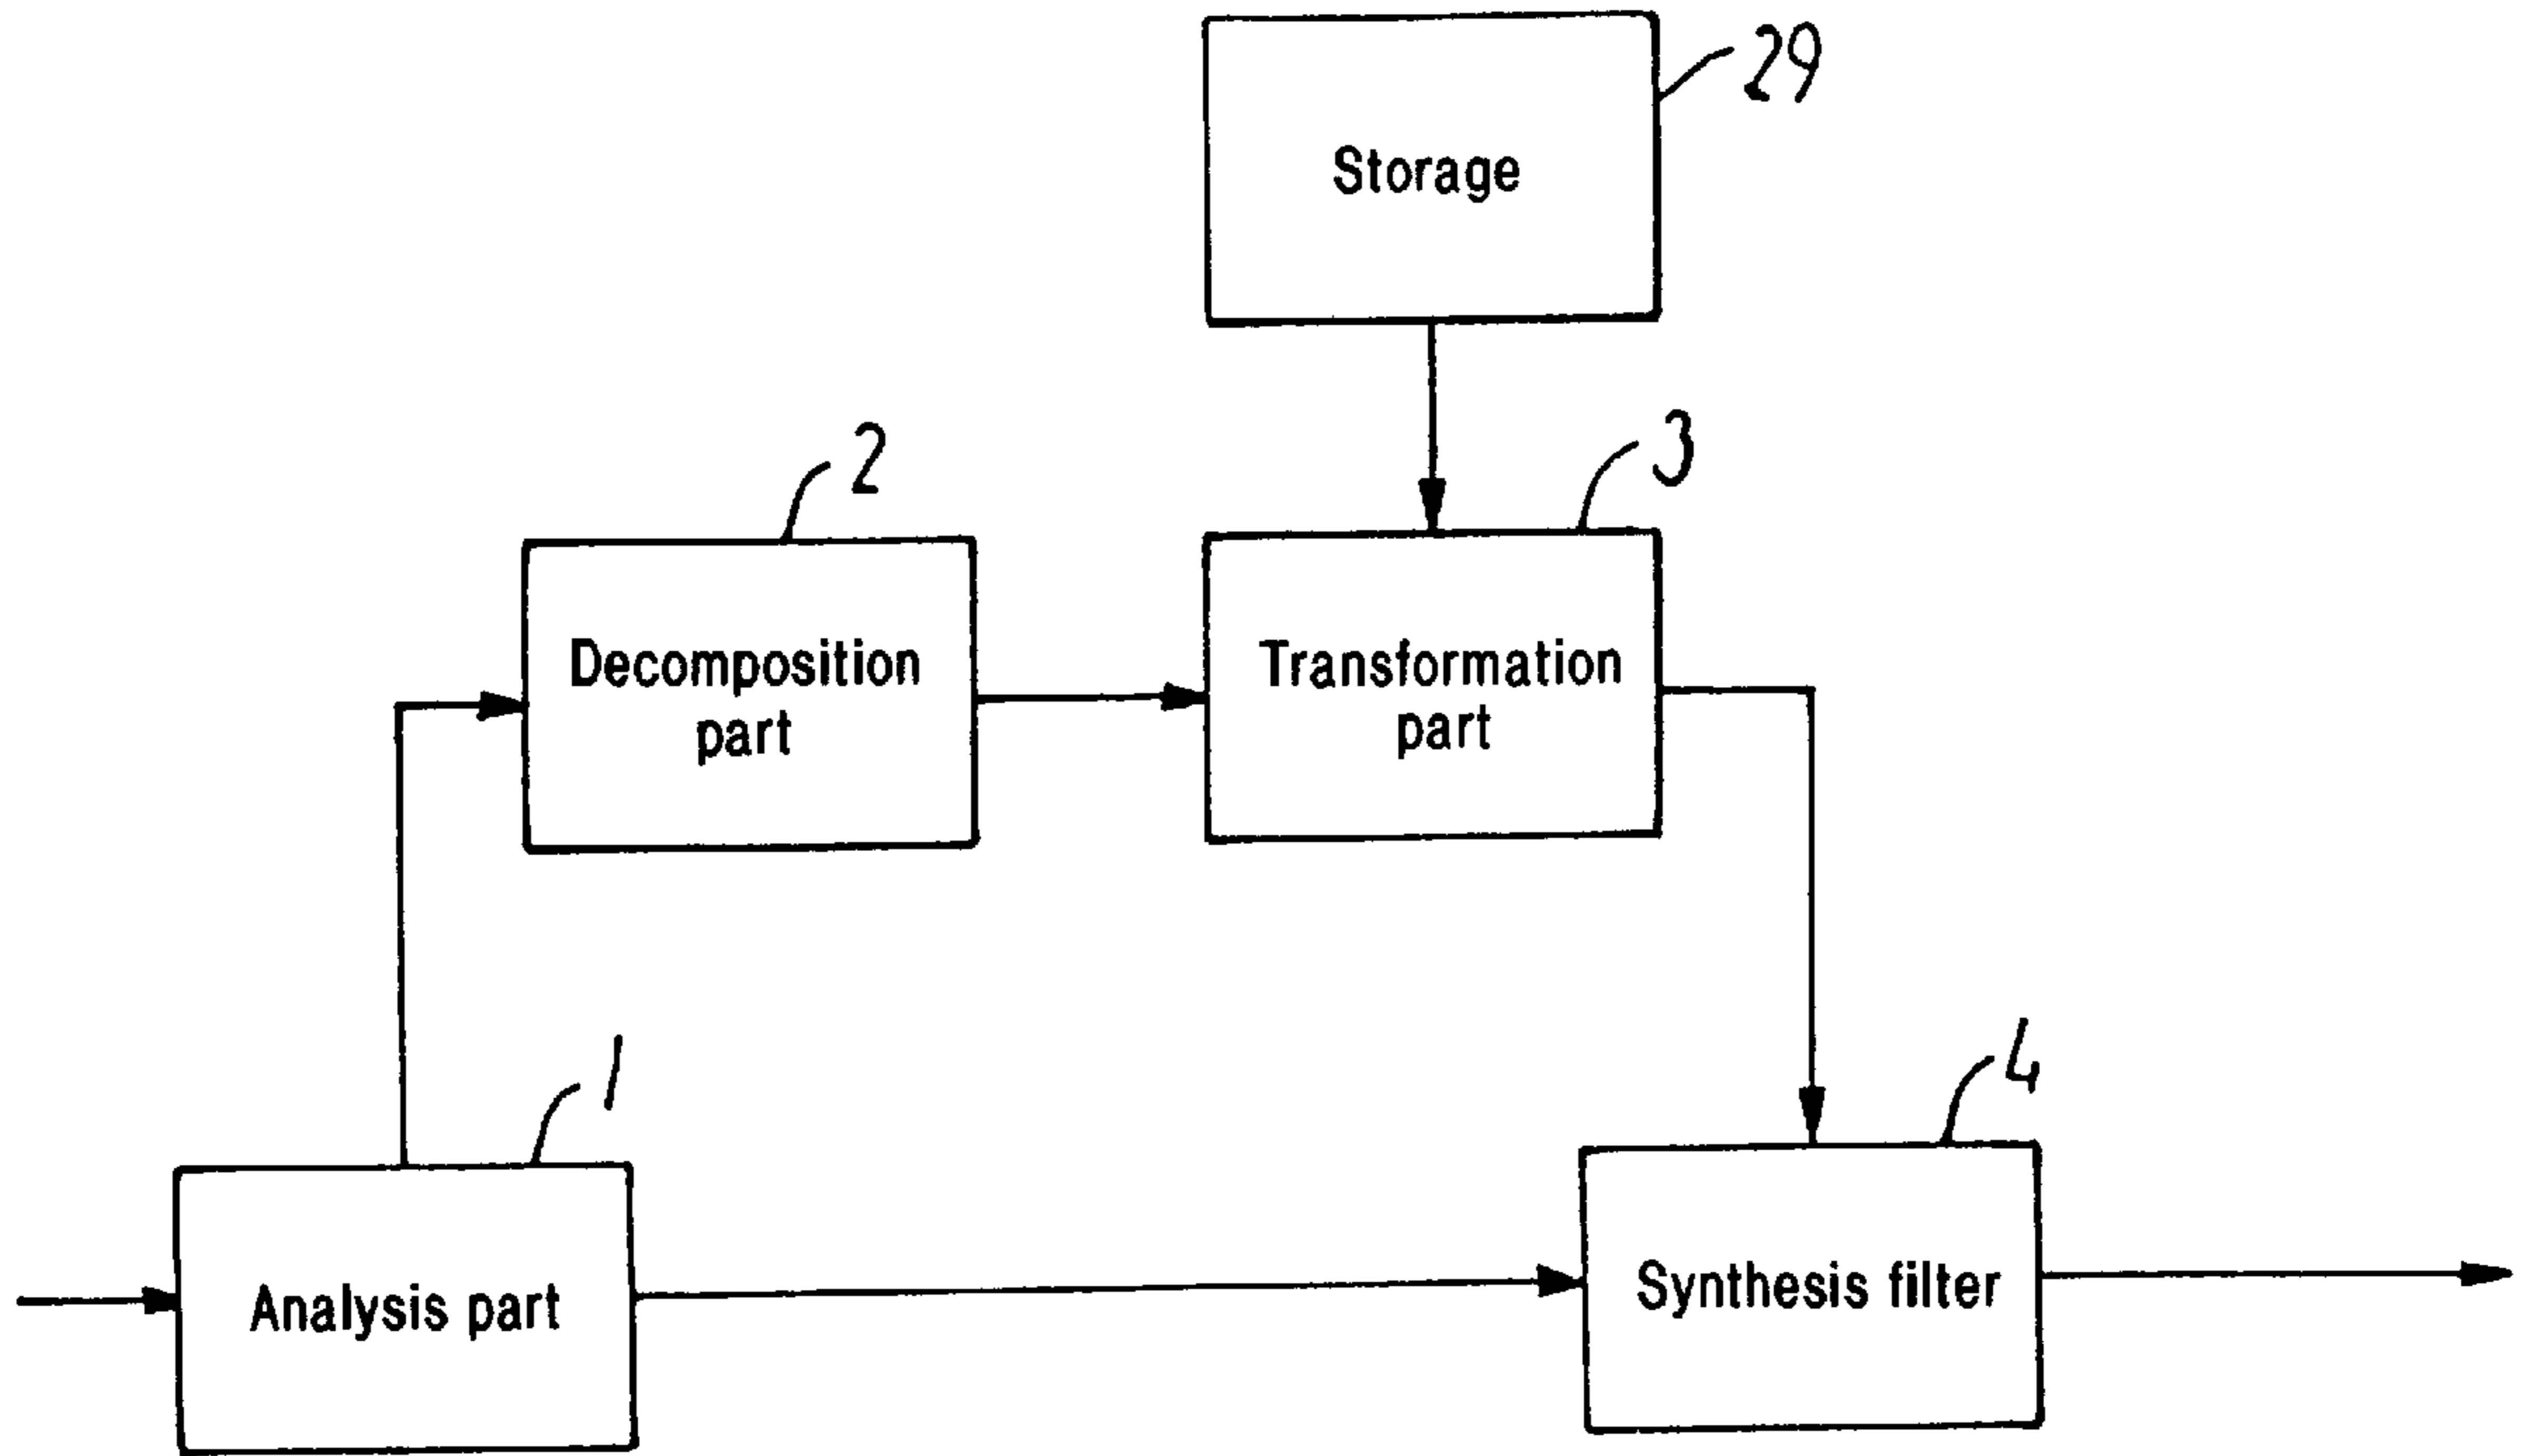 29
Storage
2
3
Decomposition
part
Transformation
part
1
4
Analysis part
Synthesis filter